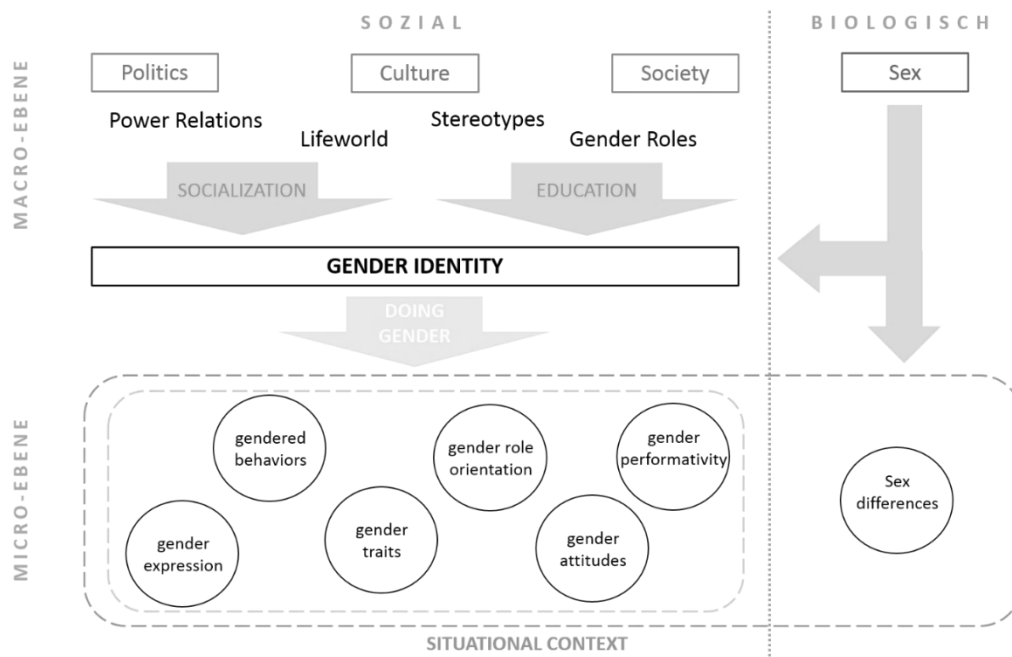 SOZIAL
BIOLOGISCH
MACRO-EBENE
Politics
Culture
Society
Sex
Power Relations
Stereotypes
Lifeworld
Gender Roles
SOCIALIZATION
EDUCATION
GENDER IDENTITY
DOING
GENDER
MICRO-EBENE
gendered
behaviors
gender role
orientation
gender
performativity
Sex
differences
gender
expression
gender
traits
gender
attitudes
SITUATIONAL CONTEXT